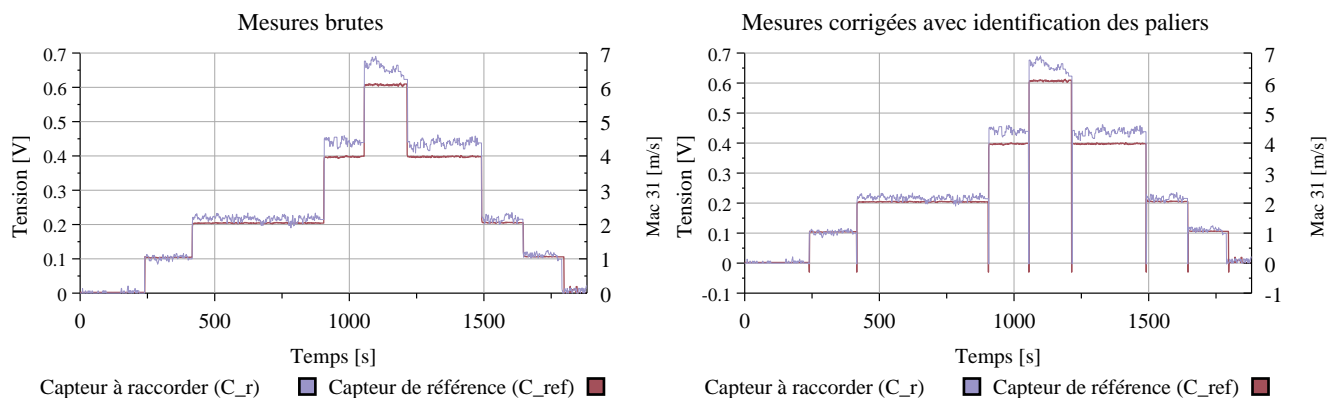 Mesures brutes
0.7
0.6
0.5
0.4
0.3
0.2
0.1
0
Tension [V]
7
6
5
4
3
2
1
0
Mac 31 [m/s]
0 500 1000 1500
Temps [s]
Capteur à raccorder (C_r) Capteur de référence (C_ref)
Mesures corrigées avec identification des paliers
0.7
0.6
0.5
0.4
0.3
0.2
0.1
0
-0.1
Tension [V]
7
6
5
4
3
2
1
0
-1
Mac 31 [m/s]
0 500 1000 1500
Temps [s]
Capteur à raccorder (C_r) Capteur de référence (C_ref)